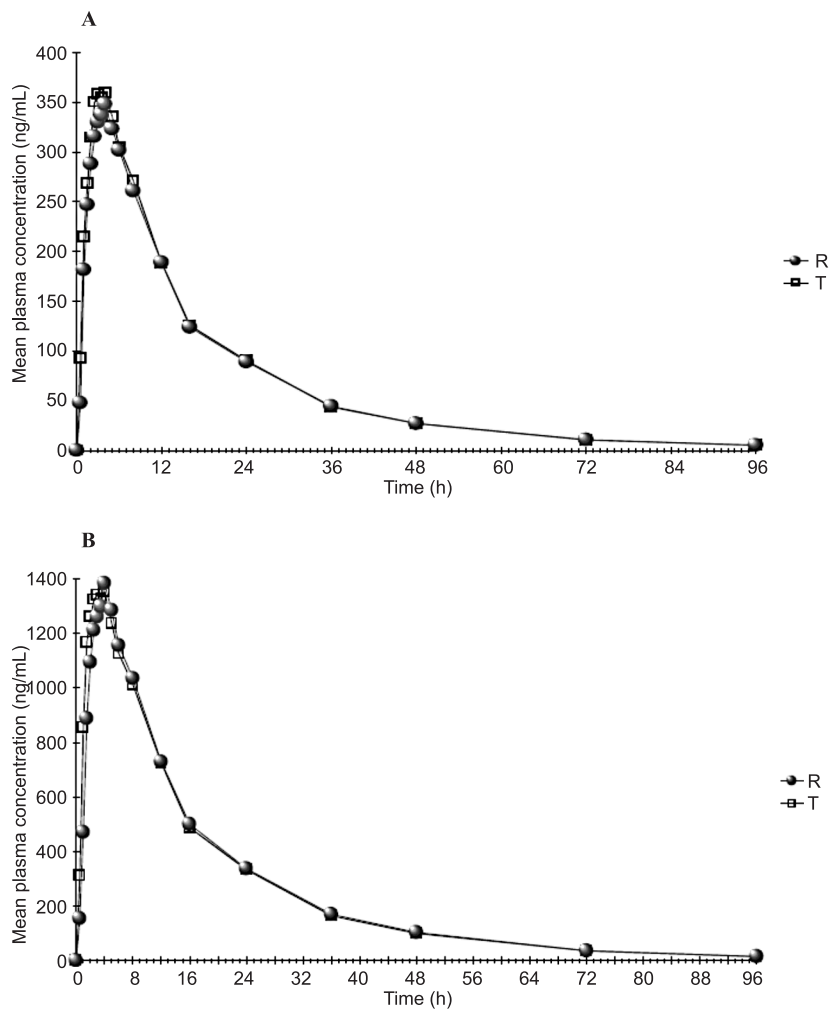 A
Mean plasma concentration (ng/mL)
400
350
300
250
200
150
100
50
0
0 12 24 36 48 60 72 84 96
Time (h)
R
T
B
Mean plasma concentration (ng/mL)
1400
1200
1000
800
600
400
200
0
0 8 16 24 32 40 48 56 64 72 80 88 96
Time (h)
R
T